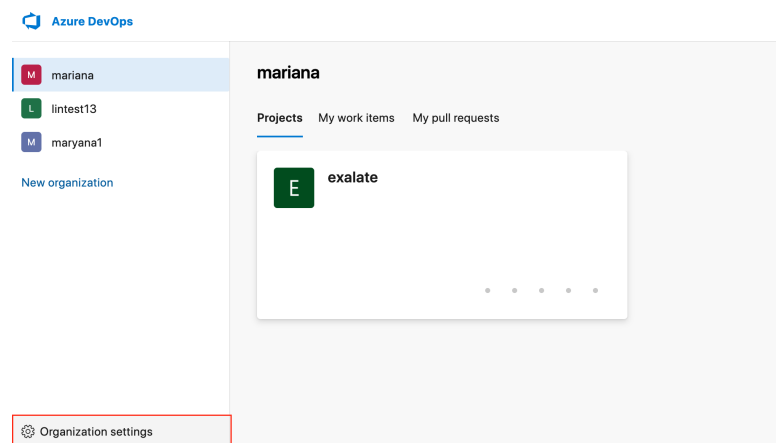 Azure DevOps
M mariana
L lintest13
M maryana1
New organization
Organization settings
mariana
Projects My work items My pull requests
E exalate